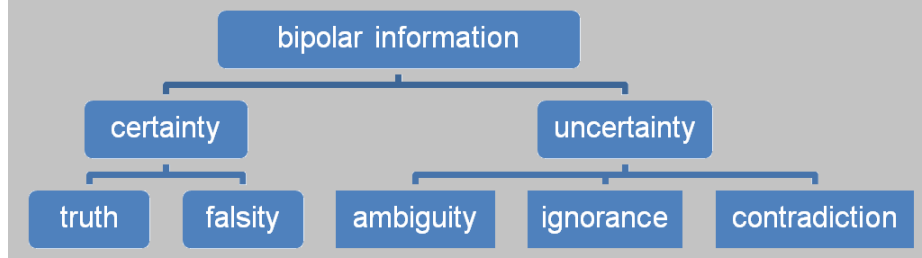 bipolar information
certainty
uncertainty
truth
falsity
ambiguity
ignorance
contradiction